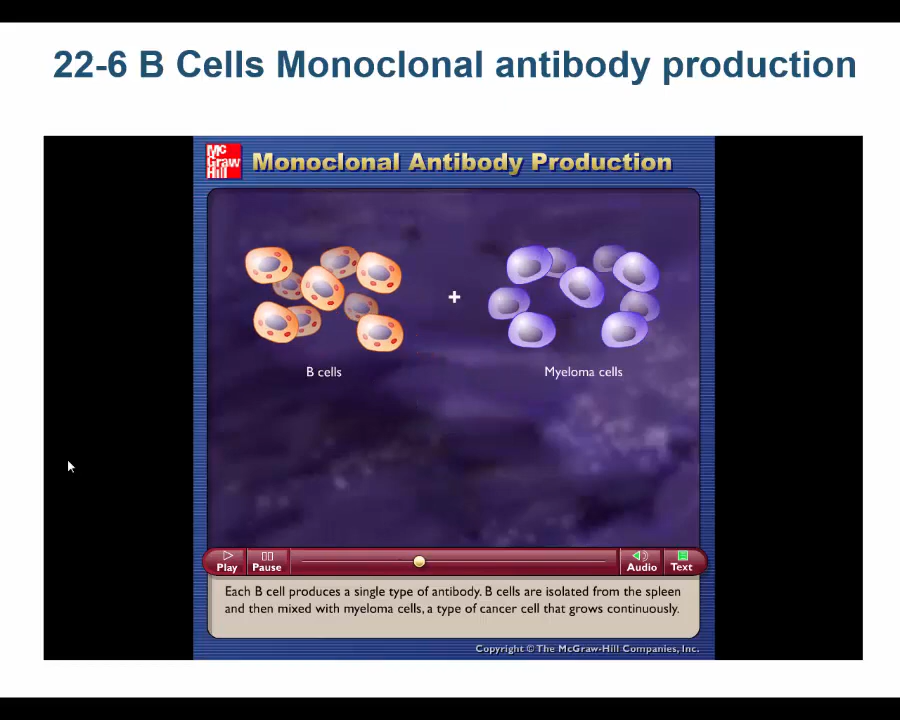 22-6 B Cells Monoclonal antibody production
Mc
Graw
Hill
Monoclonal Antibody Production
+
B cells
Myeloma cells
Play
Pause
Audio
Text
Each B cell produces a single type of antibody. B cells are isolated from the spleen
and then mixed with myeloma cells, a type of cancer cell that grows continuously.
Copyright © The McGraw-Hill Companies, Inc.